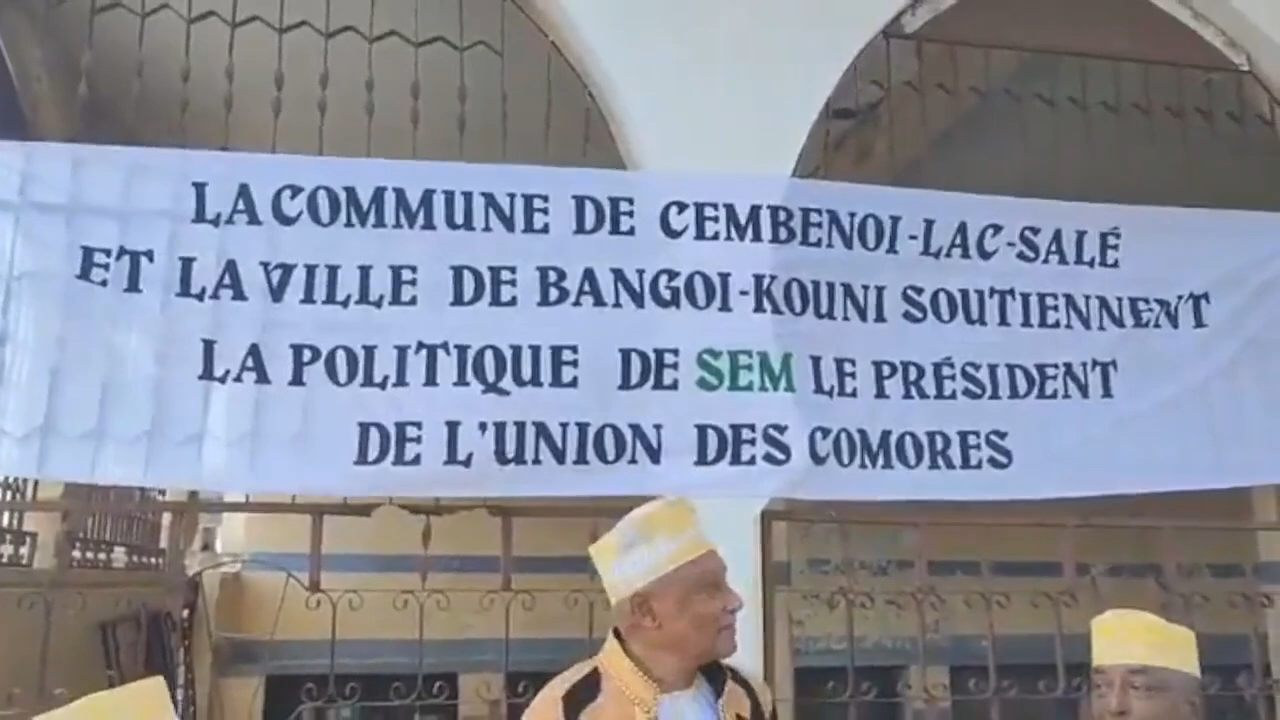 LA COMMUNE DE CEMBENOI-LAC-SALÉ
ET LA VILLE DE BANGOI-KOUNI SOUTIENNENT
LA POLITIQUE DE SEM LE PRÉSIDENT
DE L'UNION DES COMORES